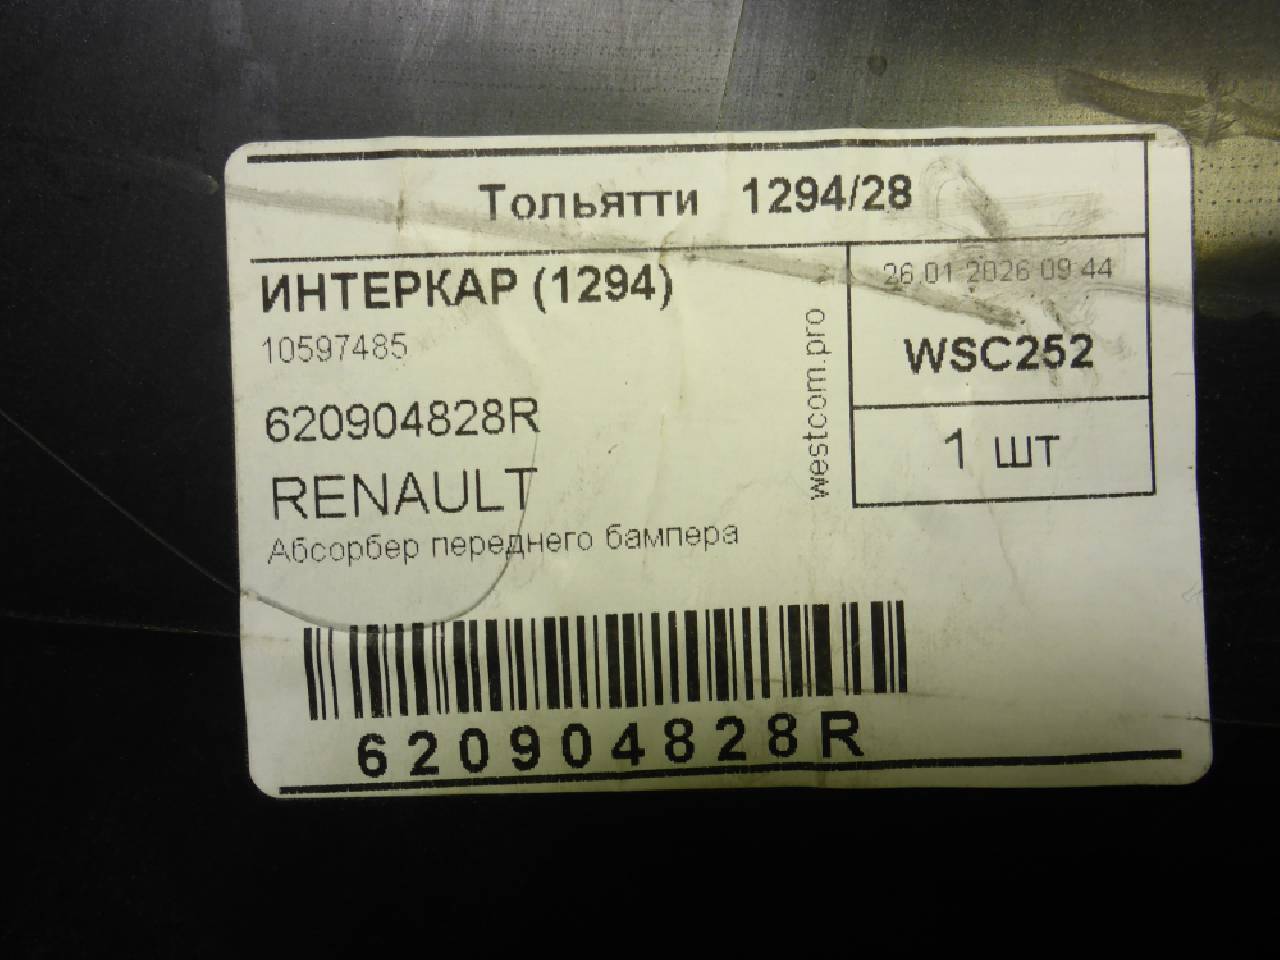 Тольятти 1294/28
ИНТЕРКАР (1294)
10597485
620904828R
RENAULT
Абсорбер переднего бампера
westcom.pro
26.01.2026 09:44
WSC252
1 шт
620904828R